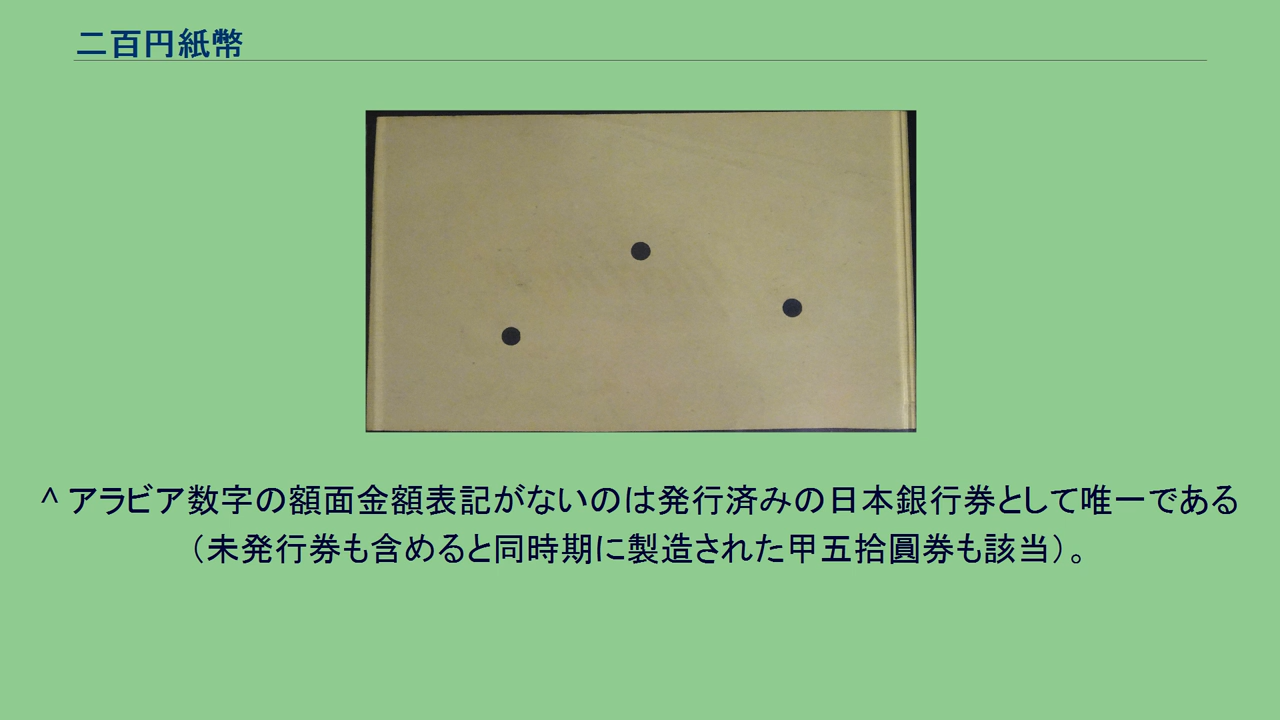 二百円紙幣
^ アラビア数字の額面金額表記がないのは発行済みの日本銀行券として唯一である
（未発行券も含めると同時期に製造された甲五拾圓券も該当）。